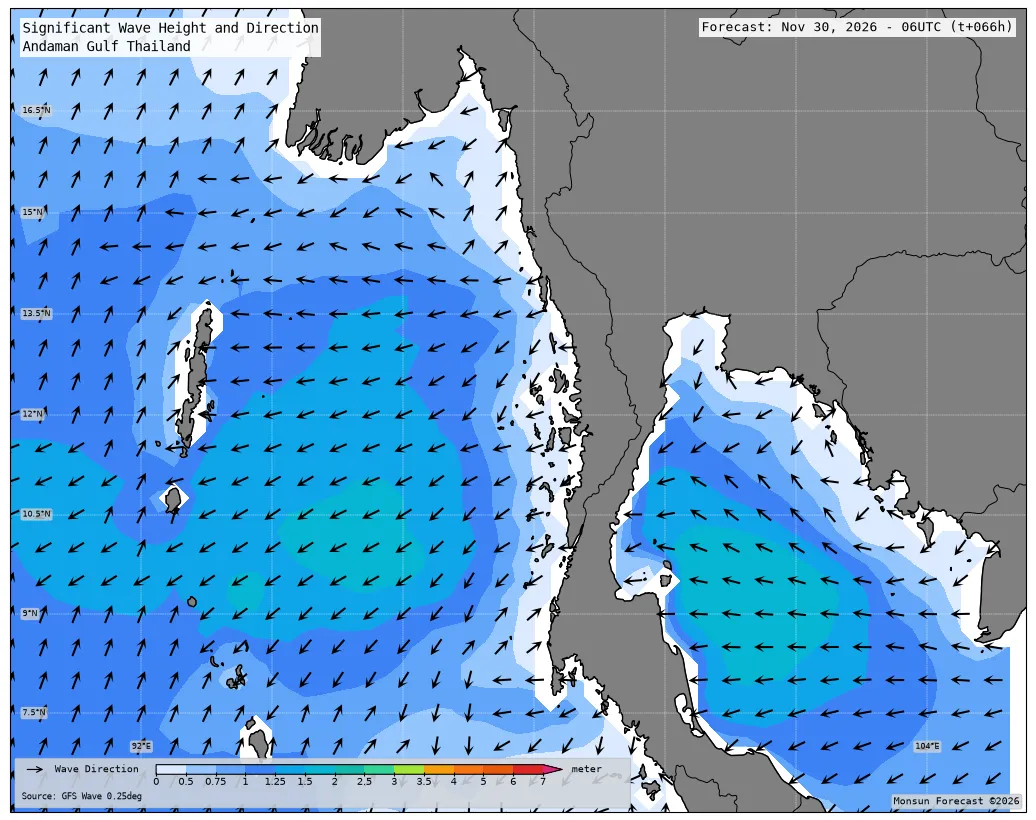 Significant Wave Height and Direction
Andaman Gulf Thailand
Forecast: Nov 30, 2026 - 06UTC (t+066h)
16.5°N
15°N
13.5°N
12°N
10.5°N
9°N
7.5°N
92°E
104°E
Wave Direction
meter
0 0.5 0.75 1 1.25 1.5 2 2.5 3 3.5 4 5 6 7
Source: GFS Wave 0.25deg
Monsun Forecast ©2026